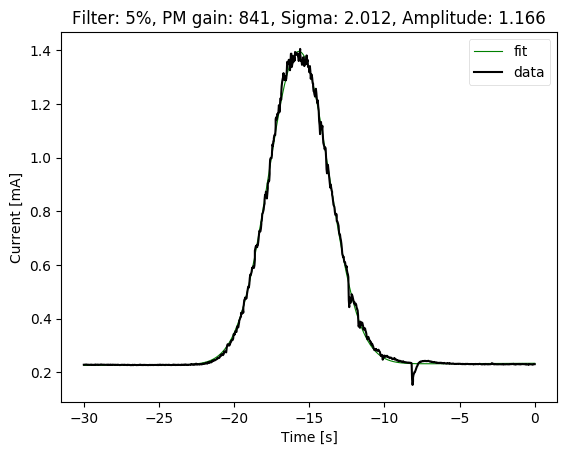 Filter: 5%, PM gain: 841, Sigma: 2.012, Amplitude: 1.166
fit
data
1.4
1.2
1.0
0.8
0.6
0.4
0.2
Current [mA]
−30
−25
−20
−15
−10
−5
0
Time [s]